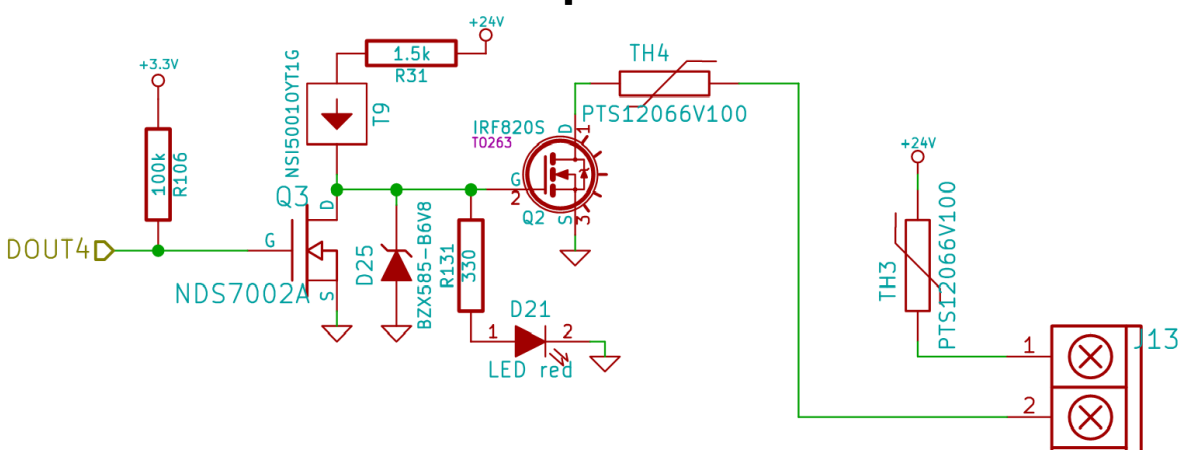 +24V
1.5k
R31
NSI50010YT1G
T9
+3.3V
100k
R106
TH4
PTS12066V100
IRF820S
TO263
D
1
G
2
Q2
S
3
Q3
D
G
S
NDS7002A
DOUT4
D25
BZX585-B6V8
R131
330
D21
1
2
LED red
+24V
TH3
PTS12066V100
J13
1
2